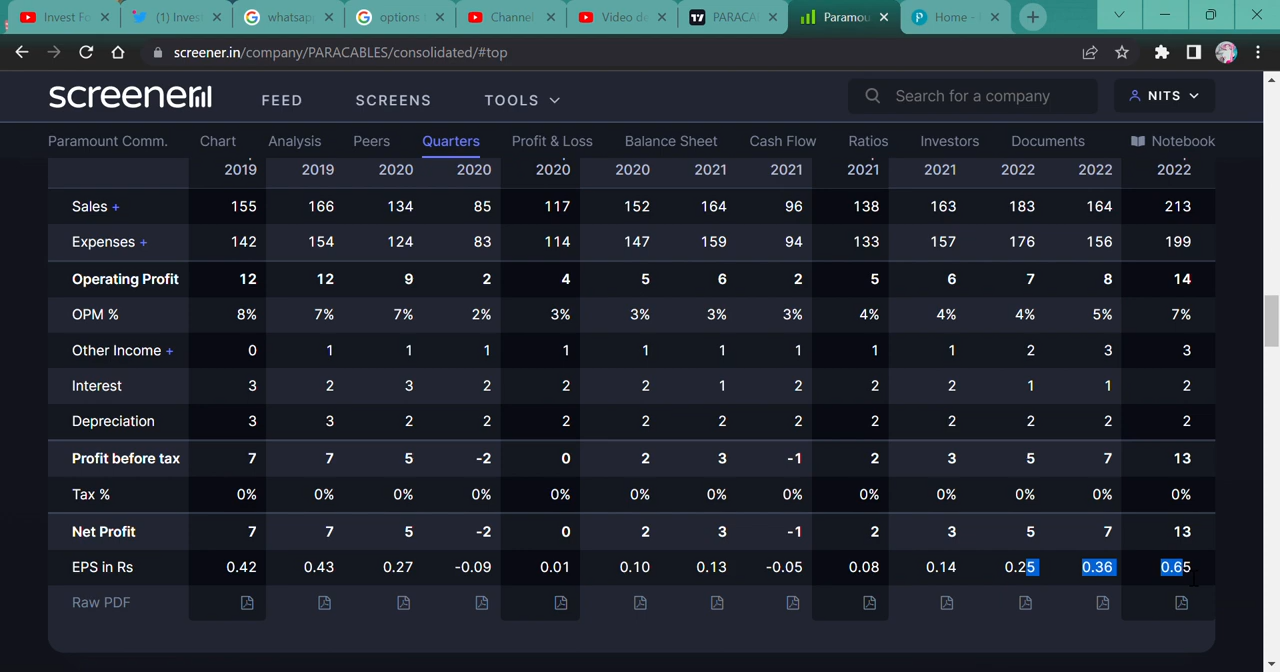 Invest Fo
(1) Inves
whatsap
options
Channel
Video de
PARACA
Paramou
Home -
screener.in/company/PARACABLES/consolidated/#top
screener FEED SCREENS TOOLS Search for a company NITS
Paramount Comm. Chart Analysis Peers Quarters Profit & Loss Balance Sheet Cash Flow Ratios Investors Documents Notebook
2019 2019 2020 2020 2020 2020 2021 2021 2021 2021 2022 2022 2022
Sales + 155 166 134 85 117 152 164 96 138 163 183 164 213
Expenses + 142 154 124 83 114 147 159 94 133 157 176 156 199
Operating Profit 12 12 9 2 4 5 6 2 5 6 7 8 14
OPM % 8% 7% 7% 2% 3% 3% 3% 3% 4% 4% 4% 5% 7%
Other Income + 0 1 1 1 1 1 1 1 1 1 2 3 3
Interest 3 2 3 2 2 2 1 2 2 2 1 1 2
Depreciation 3 3 2 2 2 2 2 2 2 2 2 2 2
Profit before tax 7 7 5 -2 0 2 3 -1 2 3 5 7 13
Tax % 0% 0% 0% 0% 0% 0% 0% 0% 0% 0% 0% 0% 0%
Net Profit 7 7 5 -2 0 2 3 -1 2 3 5 7 13
EPS in Rs 0.42 0.43 0.27 -0.09 0.01 0.10 0.13 -0.05 0.08 0.14 0.25 0.36 0.65
Raw PDF